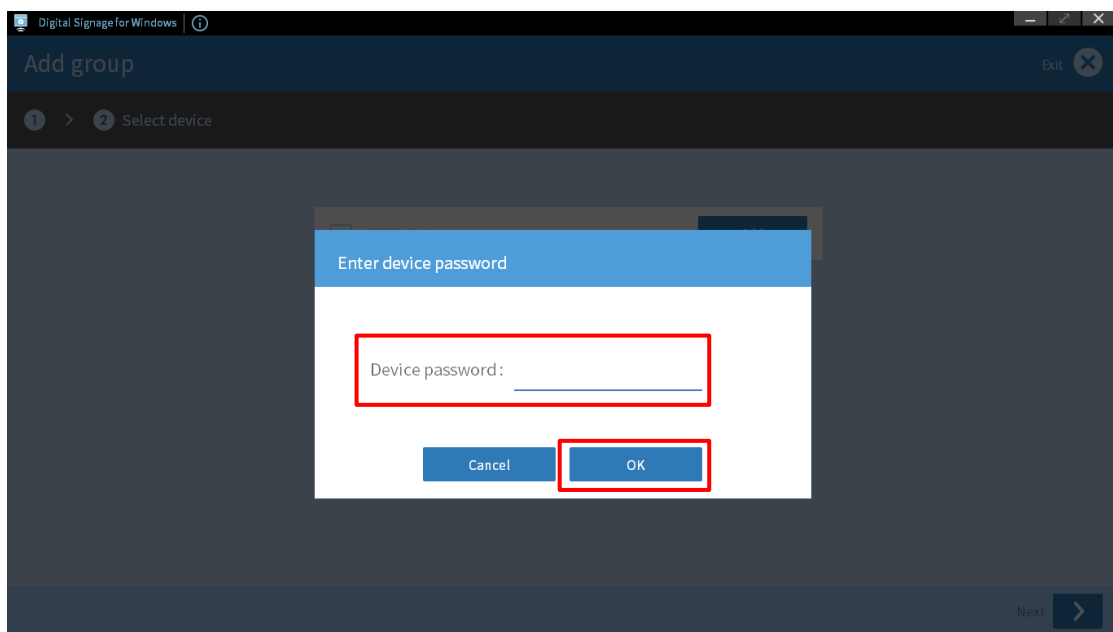 Digital Signage for Windows
Add group
Exit
1 > 2 Select device
Enter device password
Device password :
Cancel
OK
Next